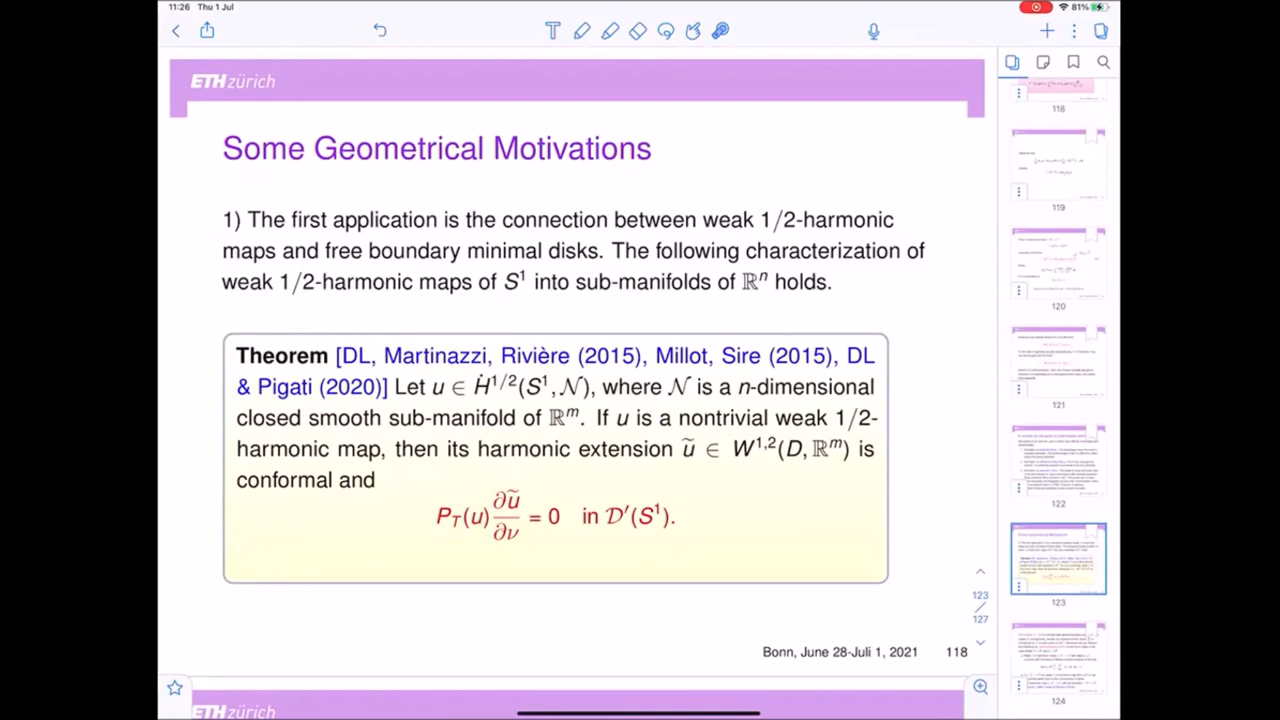 11:26 Thu 1 Jul
81%
ETH zürich
Some Geometrical Motivations
1) The first application is the connection between weak 1/2-harmonic
maps and free boundary minimal disks. The following characterization of
weak 1/2-harmonic maps of S¹ into sub-manifolds of ℝⁿ holds.
Theorem [DL, Martinazzi, Rivière (2015), Millot, Sire (2015), DL
& Pigati (2020)] Let u ∈ Ḣ^{1/2}(S¹, 𝒩), where 𝒩 is a n-dimensional
closed smooth sub-manifold of ℝᵐ. If u is a nontrivial weak 1/2-
harmonic map, then its harmonic extension ũ ∈ W^{1,2}(D, ℝᵐ) is
conformal and
P_T(u) ∂ũ/∂ν = 0 in 𝒟′(S¹).
Bonn, June 28-Juli 1, 2021 118
ETH zürich
123
/
127
118
119
120
121
122
123
124